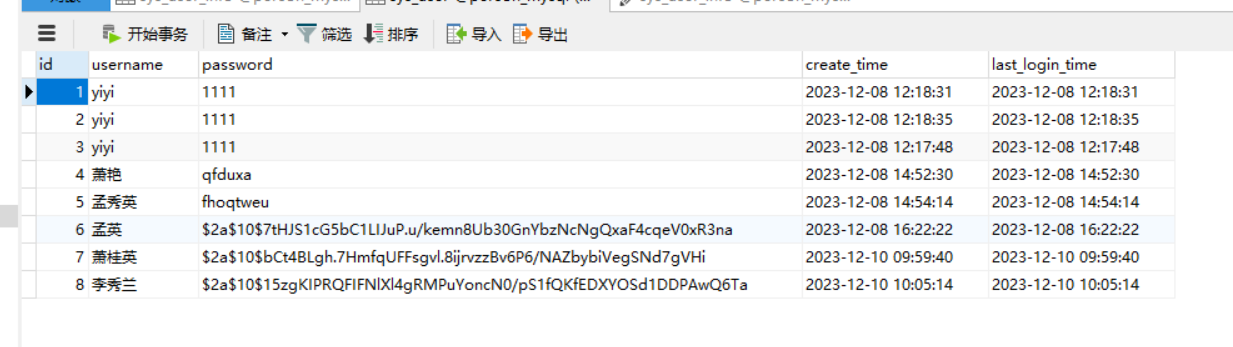 开始事务 备注 筛选 排序 导入 导出
id username password create_time last_login_time
1 yiyi 1111 2023-12-08 12:18:31 2023-12-08 12:18:31
2 yiyi 1111 2023-12-08 12:18:35 2023-12-08 12:18:35
3 yiyi 1111 2023-12-08 12:17:48 2023-12-08 12:17:48
4 萧艳 qfduxa 2023-12-08 14:52:30 2023-12-08 14:52:30
5 孟秀英 fhoqtweu 2023-12-08 14:54:14 2023-12-08 14:54:14
6 孟英 $2a$10$7tHJS1cG5bC1LIJuP.u/kemn8Ub30GnYbzNcNgQxaF4cqeV0xR3na 2023-12-08 16:22:22 2023-12-08 16:22:22
7 萧桂英 $2a$10$bCt4BLgh.7HmfqUFFsgvl.8ijrvzzBv6P6/NAZbybiVegSNd7gVHi 2023-12-10 09:59:40 2023-12-10 09:59:40
8 李秀兰 $2a$10$15zgKIPRQFIFNlXl4gRMPuYoncN0/pS1fQKfEDXYOSd1DDPAwQ6Ta 2023-12-10 10:05:14 2023-12-10 10:05:14